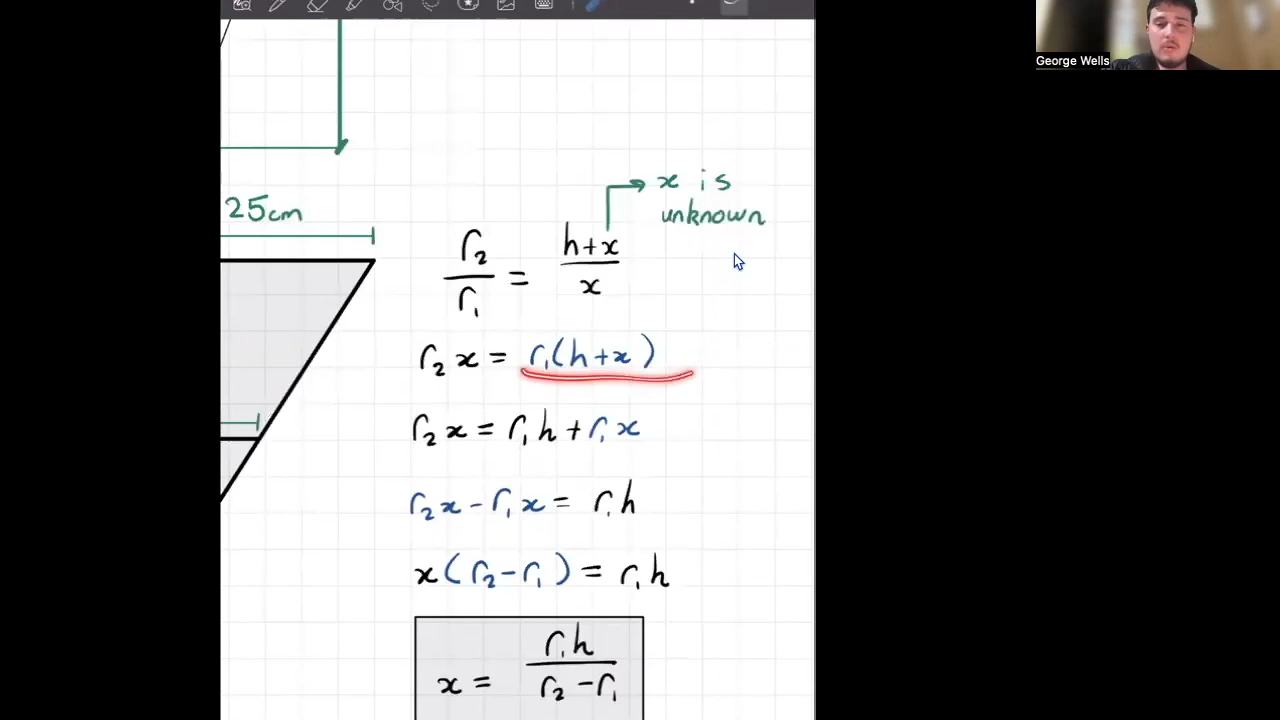 George Wells
x is
unknown
25cm
r₂/r₁ = (h+x)/x
r₂x = r₁(h+x)
r₂x = r₁h + r₁x
r₂x - r₁x = r₁h
x(r₂-r₁) = r₁h
x = r₁h/(r₂-r₁)